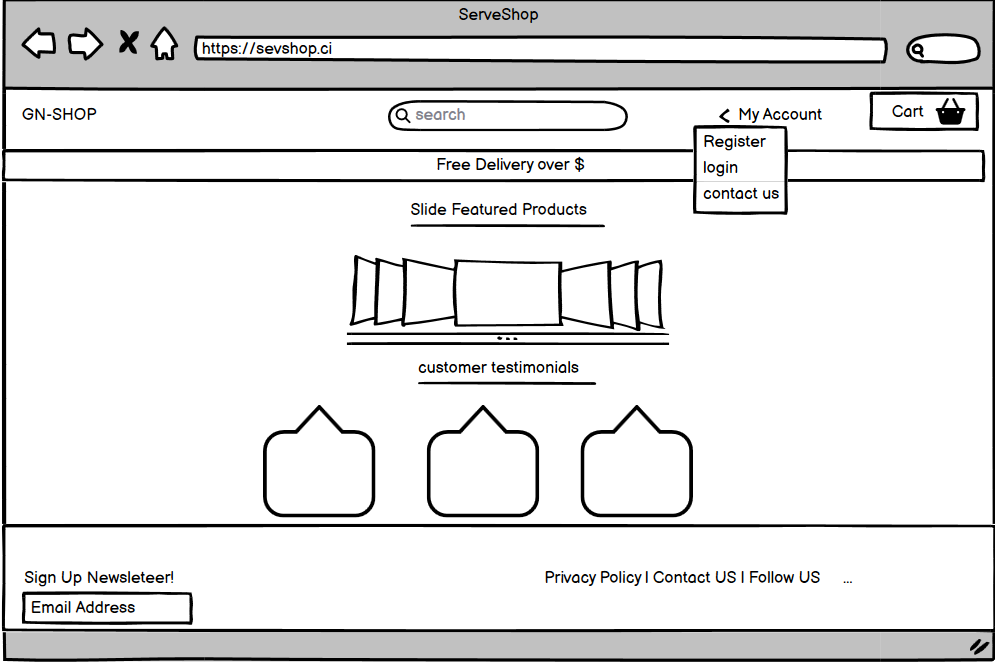 ServeShop
https://sevshop.ci
GN-SHOP
search
My Account
Cart
Register
login
contact us
Free Delivery over $
Slide Featured Products
customer testimonials
Sign Up Newsleteer!
Email Address
Privacy Policy | Contact US | Follow US ...